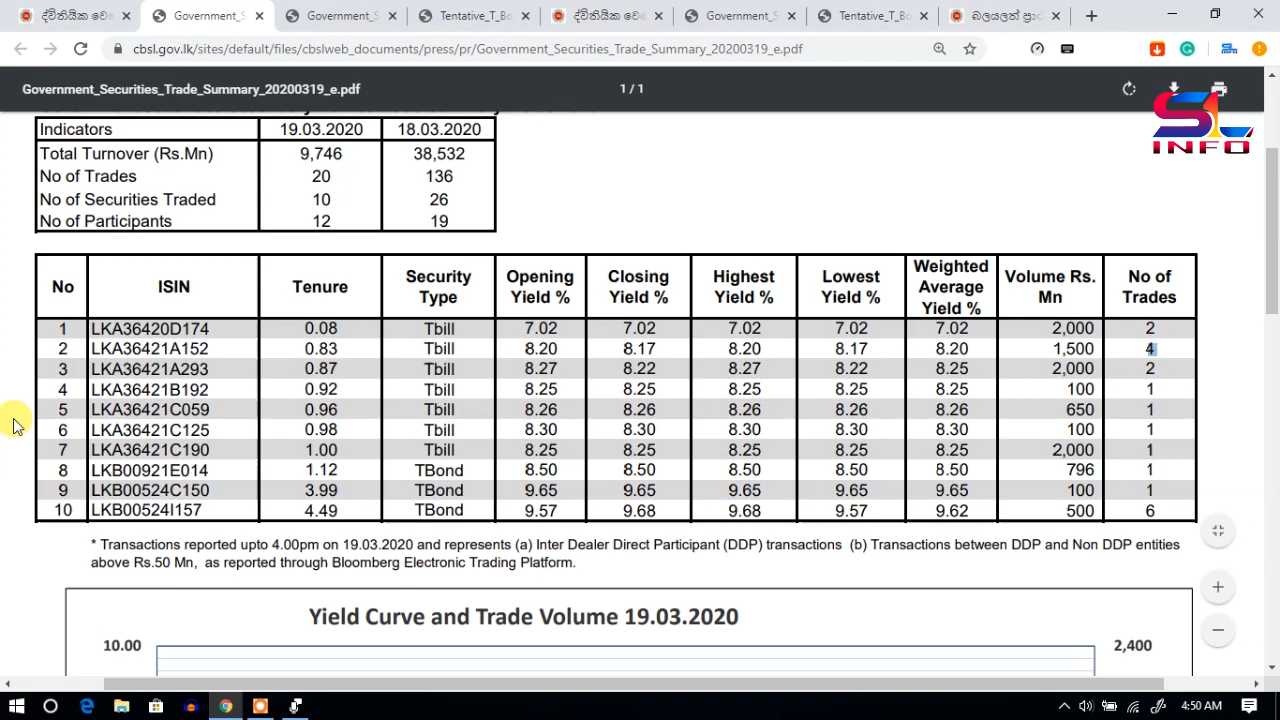 ද්විතීයික වෙ
Government_S
Government_S
Tentative_T_Bo
ද්විතීයික වෙ
Government_S
Tentative_T_Bo
බලයලත් ප්‍රා
cbsl.gov.lk/sites/default/files/cbslweb_documents/press/pr/Government_Securities_Trade_Summary_20200319_e.pdf
Government_Securities_Trade_Summary_20200319_e.pdf
1 / 1
SL
INFO
Indicators 19.03.2020 18.03.2020
Total Turnover (Rs.Mn) 9,746 38,532
No of Trades 20 136
No of Securities Traded 10 26
No of Participants 12 19
No ISIN Tenure Security Type Opening Yield % Closing Yield % Highest Yield % Lowest Yield % Weighted Average Yield % Volume Rs. Mn No of Trades
1 LKA36420D174 0.08 Tbill 7.02 7.02 7.02 7.02 7.02 2,000 2
2 LKA36421A152 0.83 Tbill 8.20 8.17 8.20 8.17 8.20 1,500 4
3 LKA36421A293 0.87 Tbill 8.27 8.22 8.27 8.22 8.25 2,000 2
4 LKA36421B192 0.92 Tbill 8.25 8.25 8.25 8.25 8.25 100 1
5 LKA36421C059 0.96 Tbill 8.26 8.26 8.26 8.26 8.26 650 1
6 LKA36421C125 0.98 Tbill 8.30 8.30 8.30 8.30 8.30 100 1
7 LKA36421C190 1.00 Tbill 8.25 8.25 8.25 8.25 8.25 2,000 1
8 LKB00921E014 1.12 TBond 8.50 8.50 8.50 8.50 8.50 796 1
9 LKB00524C150 3.99 TBond 9.65 9.65 9.65 9.65 9.65 100 1
10 LKB00524I157 4.49 TBond 9.57 9.68 9.68 9.57 9.62 500 6
* Transactions reported upto 4.00pm on 19.03.2020 and represents (a) Inter Dealer Direct Participant (DDP) transactions (b) Transactions between DDP and Non DDP entities
above Rs.50 Mn, as reported through Bloomberg Electronic Trading Platform.
Yield Curve and Trade Volume 19.03.2020
10.00
2,400
4:50 AM